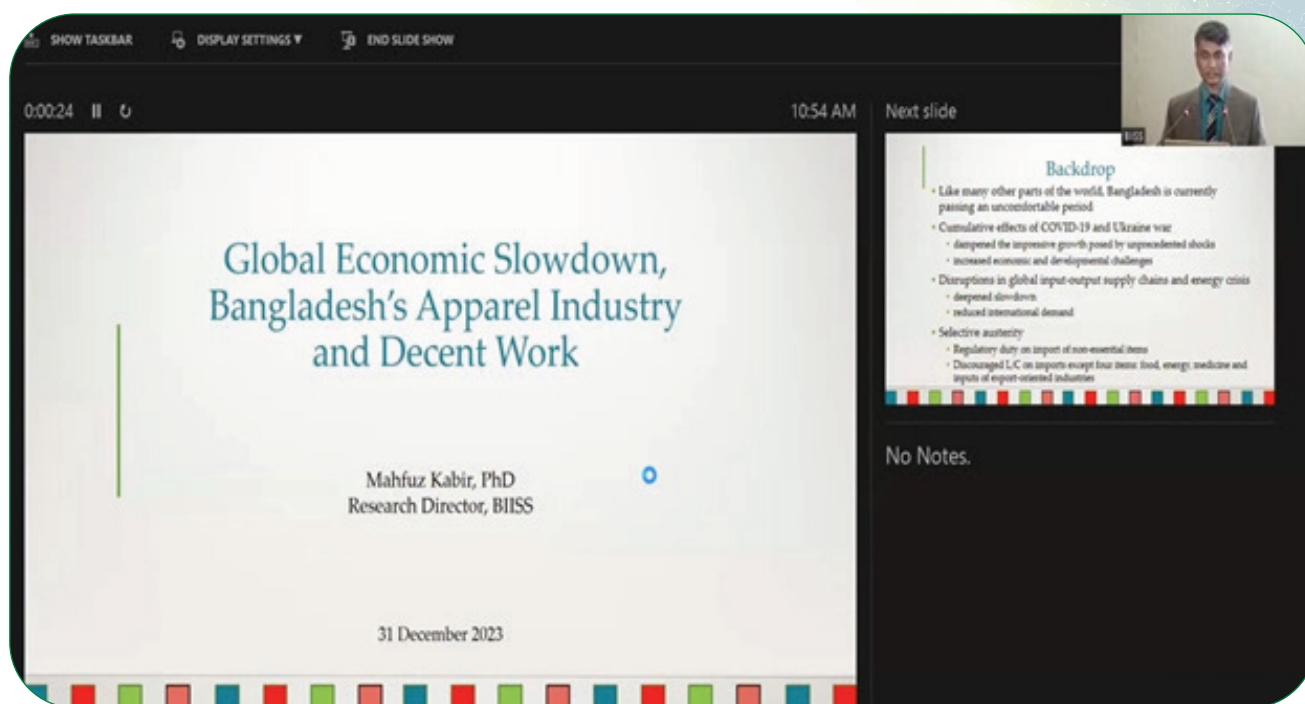 SHOW TASKBAR
DISPLAY SETTINGS ▼
END SLIDE SHOW
0:00:24
10:54 AM
Next slide
BIISS
Global Economic Slowdown,
Bangladesh's Apparel Industry
and Decent Work
Mahfuz Kabir, PhD
Research Director, BIISS
31 December 2023
Backdrop
• Like many other parts of the world, Bangladesh is currently
passing an uncomfortable period
• Cumulative effects of COVID-19 and Ukraine war
• dampened the impressive growth posed by unprecedented shocks
• increased economic and developmental challenges
• Disruptions in global input-output supply chains and energy crisis
• deepened slowdown
• reduced international demand
• Selective austerity
• Regulatory duty on import of non-essential items
• Discouraged L/C on imports except four items: food, energy, medicine and
inputs of export-oriented industries
No Notes.